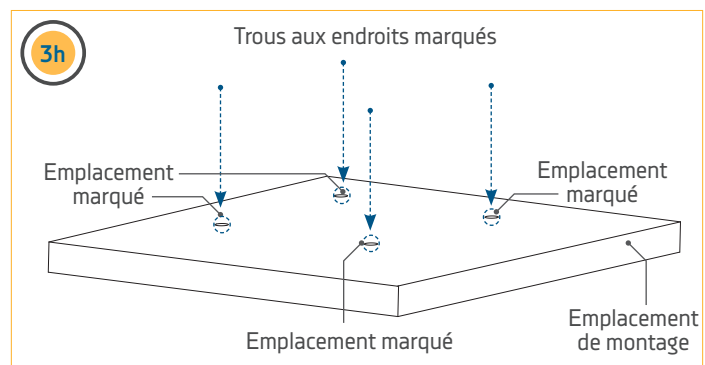 3h
Trous aux endroits marqués
Emplacement
marqué
Emplacement
marqué
Emplacement marqué
Emplacement
de montage